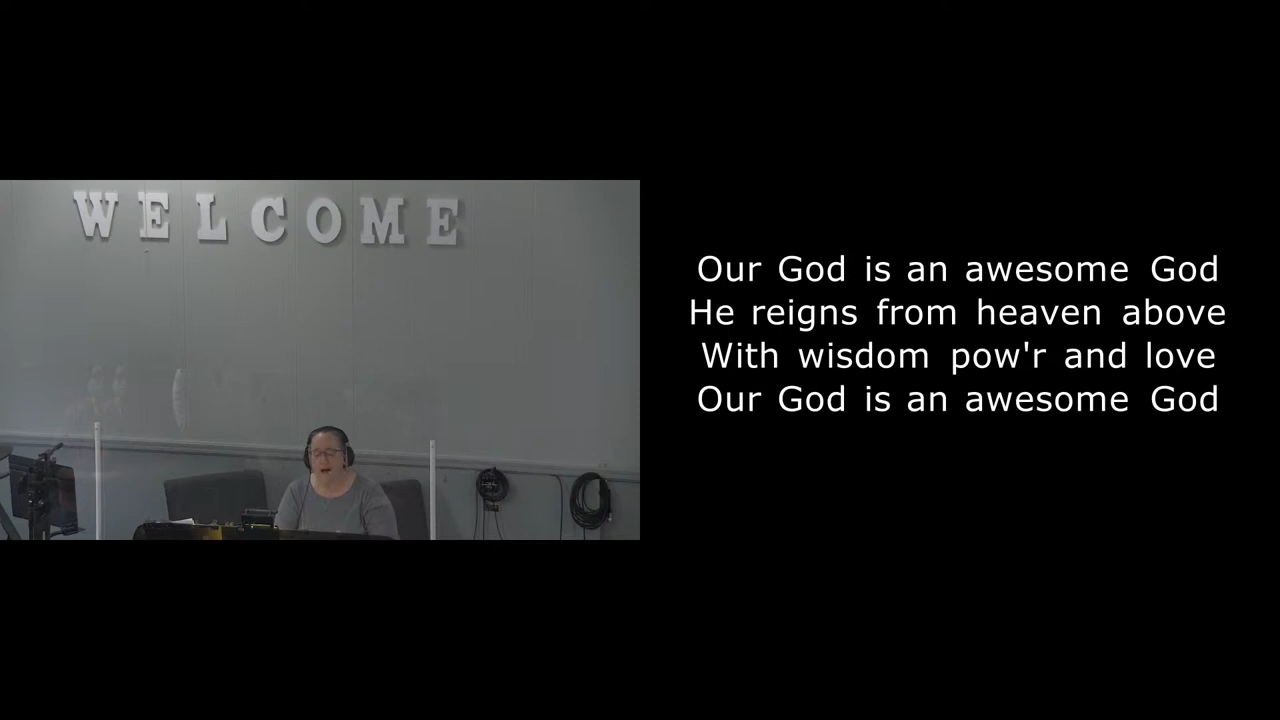 WELCOME
Our God is an awesome God
He reigns from heaven above
With wisdom pow'r and love
Our God is an awesome God